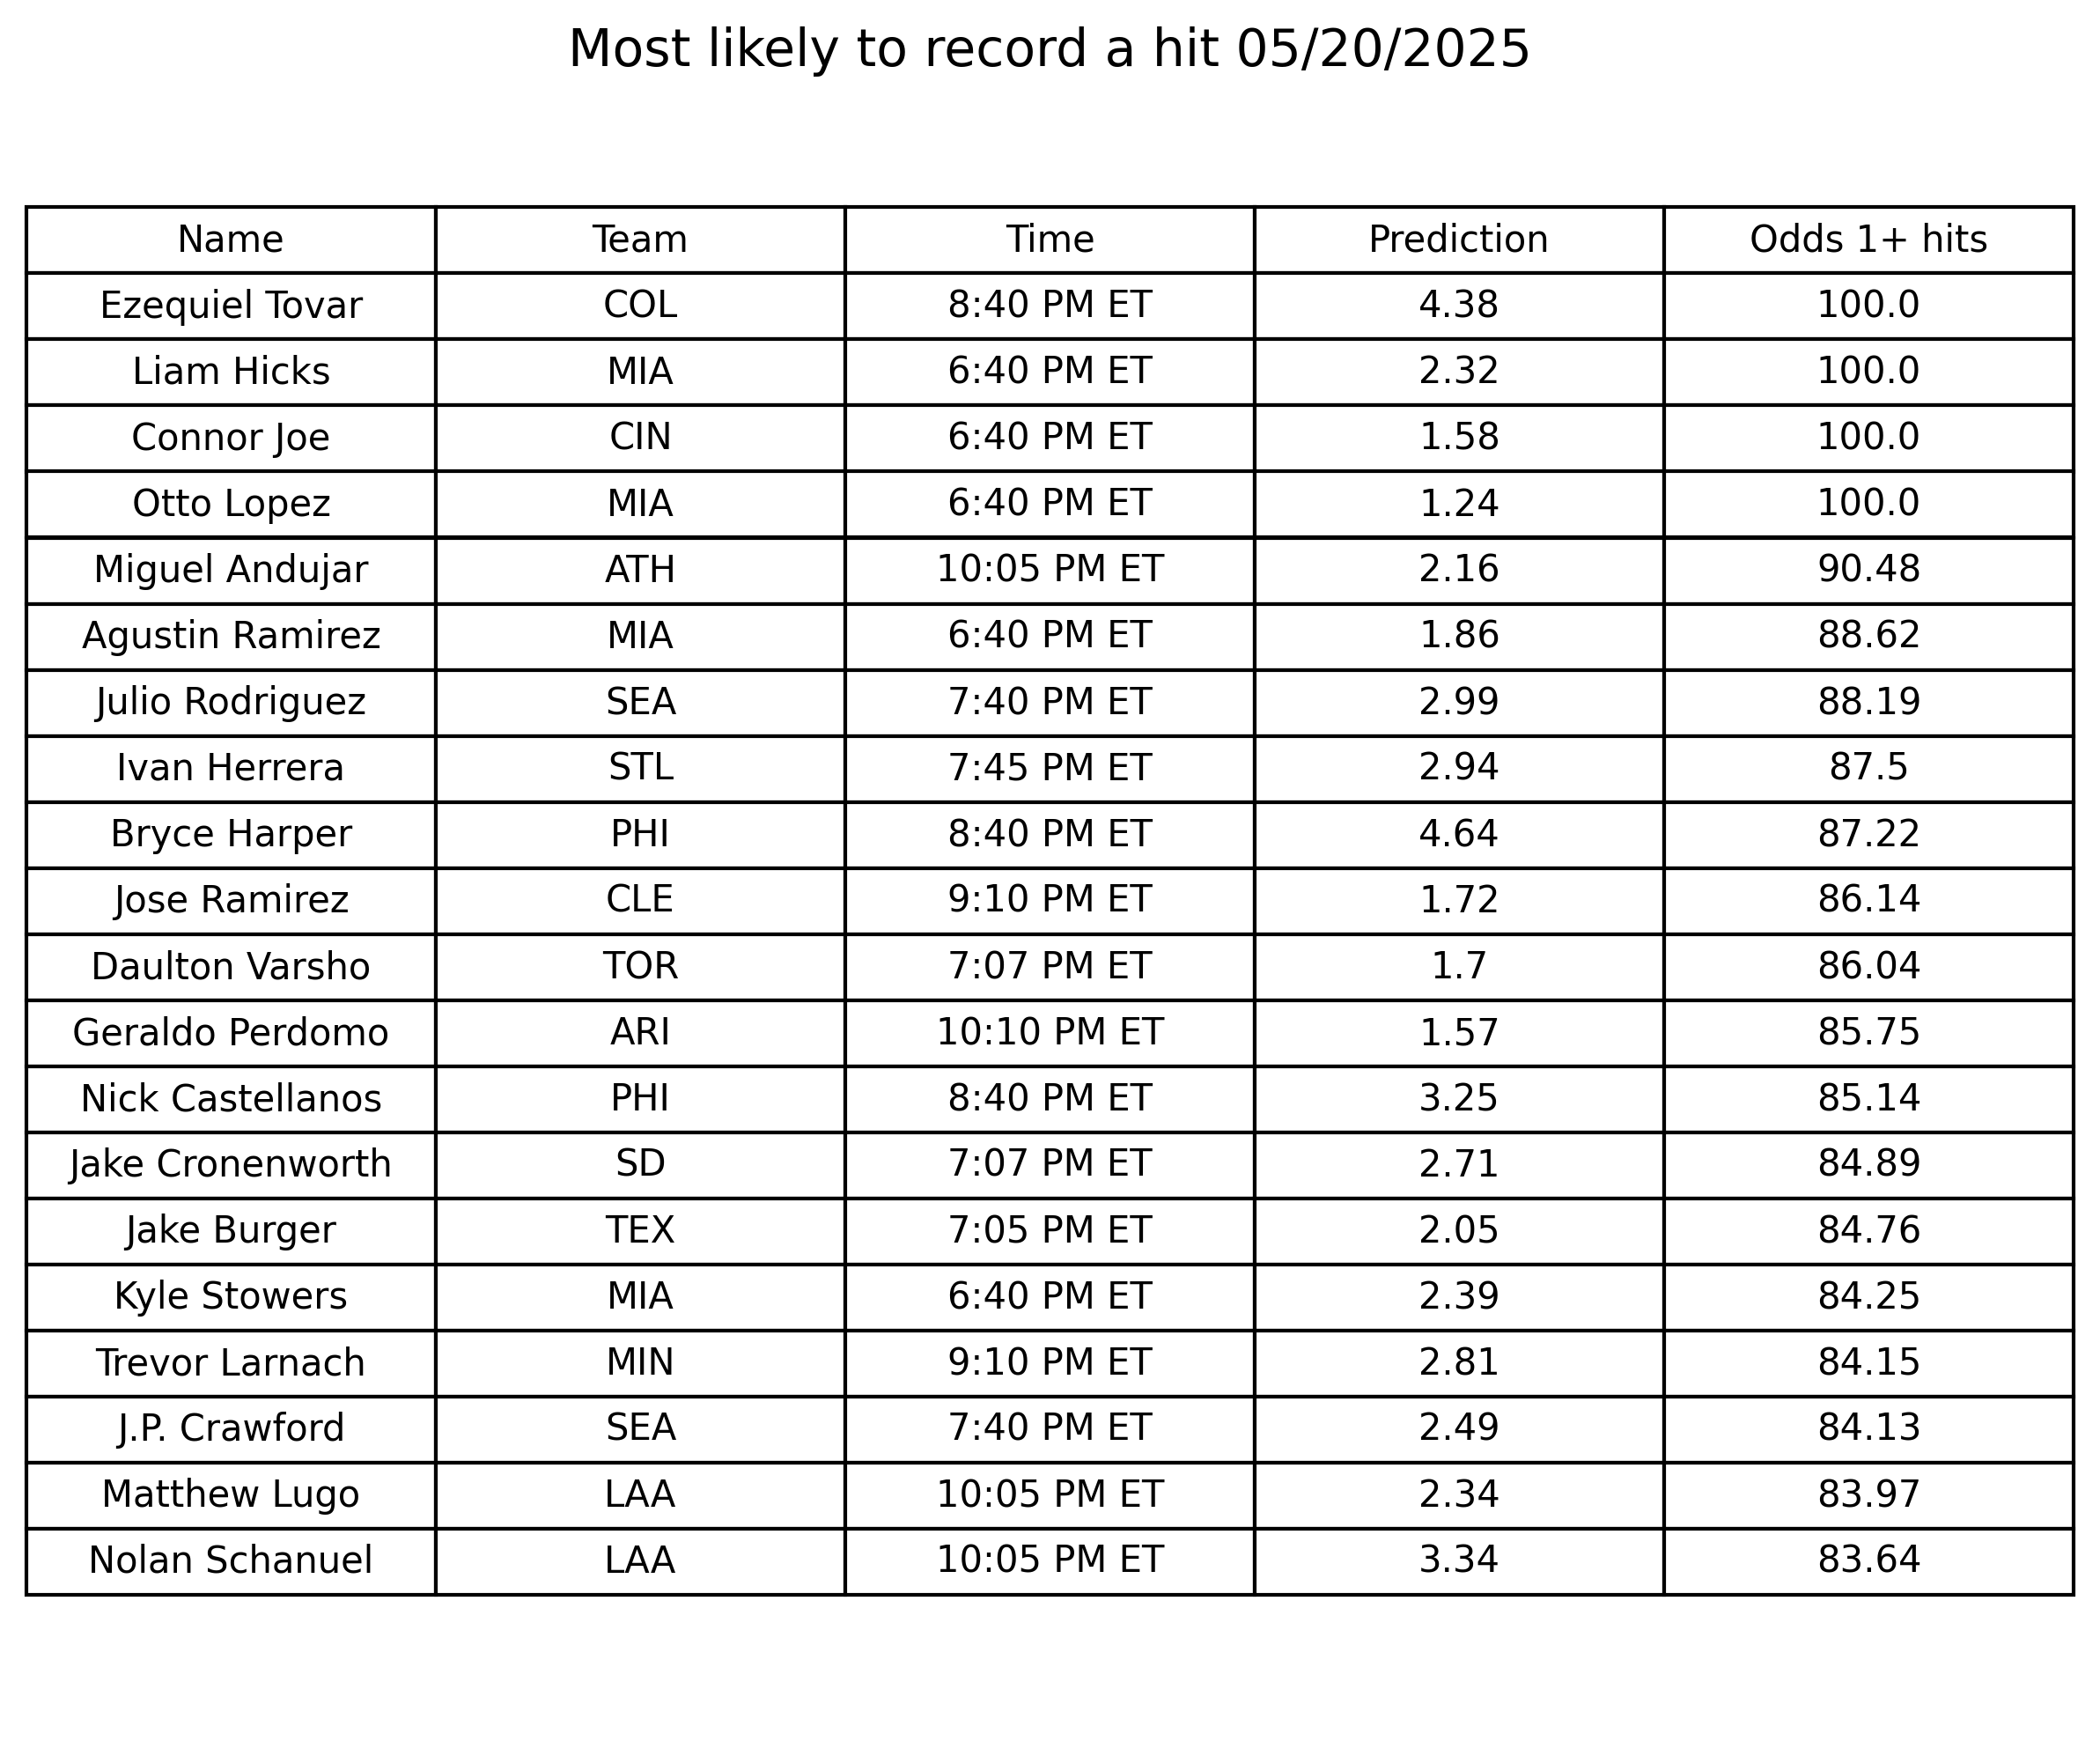 Most likely to record a hit 05/20/2025
Name Team Time Prediction Odds 1+ hits
Ezequiel Tovar COL 8:40 PM ET 4.38 100.0
Liam Hicks MIA 6:40 PM ET 2.32 100.0
Connor Joe CIN 6:40 PM ET 1.58 100.0
Otto Lopez MIA 6:40 PM ET 1.24 100.0
Miguel Andujar ATH 10:05 PM ET 2.16 90.48
Agustin Ramirez MIA 6:40 PM ET 1.86 88.62
Julio Rodriguez SEA 7:40 PM ET 2.99 88.19
Ivan Herrera STL 7:45 PM ET 2.94 87.5
Bryce Harper PHI 8:40 PM ET 4.64 87.22
Jose Ramirez CLE 9:10 PM ET 1.72 86.14
Daulton Varsho TOR 7:07 PM ET 1.7 86.04
Geraldo Perdomo ARI 10:10 PM ET 1.57 85.75
Nick Castellanos PHI 8:40 PM ET 3.25 85.14
Jake Cronenworth SD 7:07 PM ET 2.71 84.89
Jake Burger TEX 7:05 PM ET 2.05 84.76
Kyle Stowers MIA 6:40 PM ET 2.39 84.25
Trevor Larnach MIN 9:10 PM ET 2.81 84.15
J.P. Crawford SEA 7:40 PM ET 2.49 84.13
Matthew Lugo LAA 10:05 PM ET 2.34 83.97
Nolan Schanuel LAA 10:05 PM ET 3.34 83.64